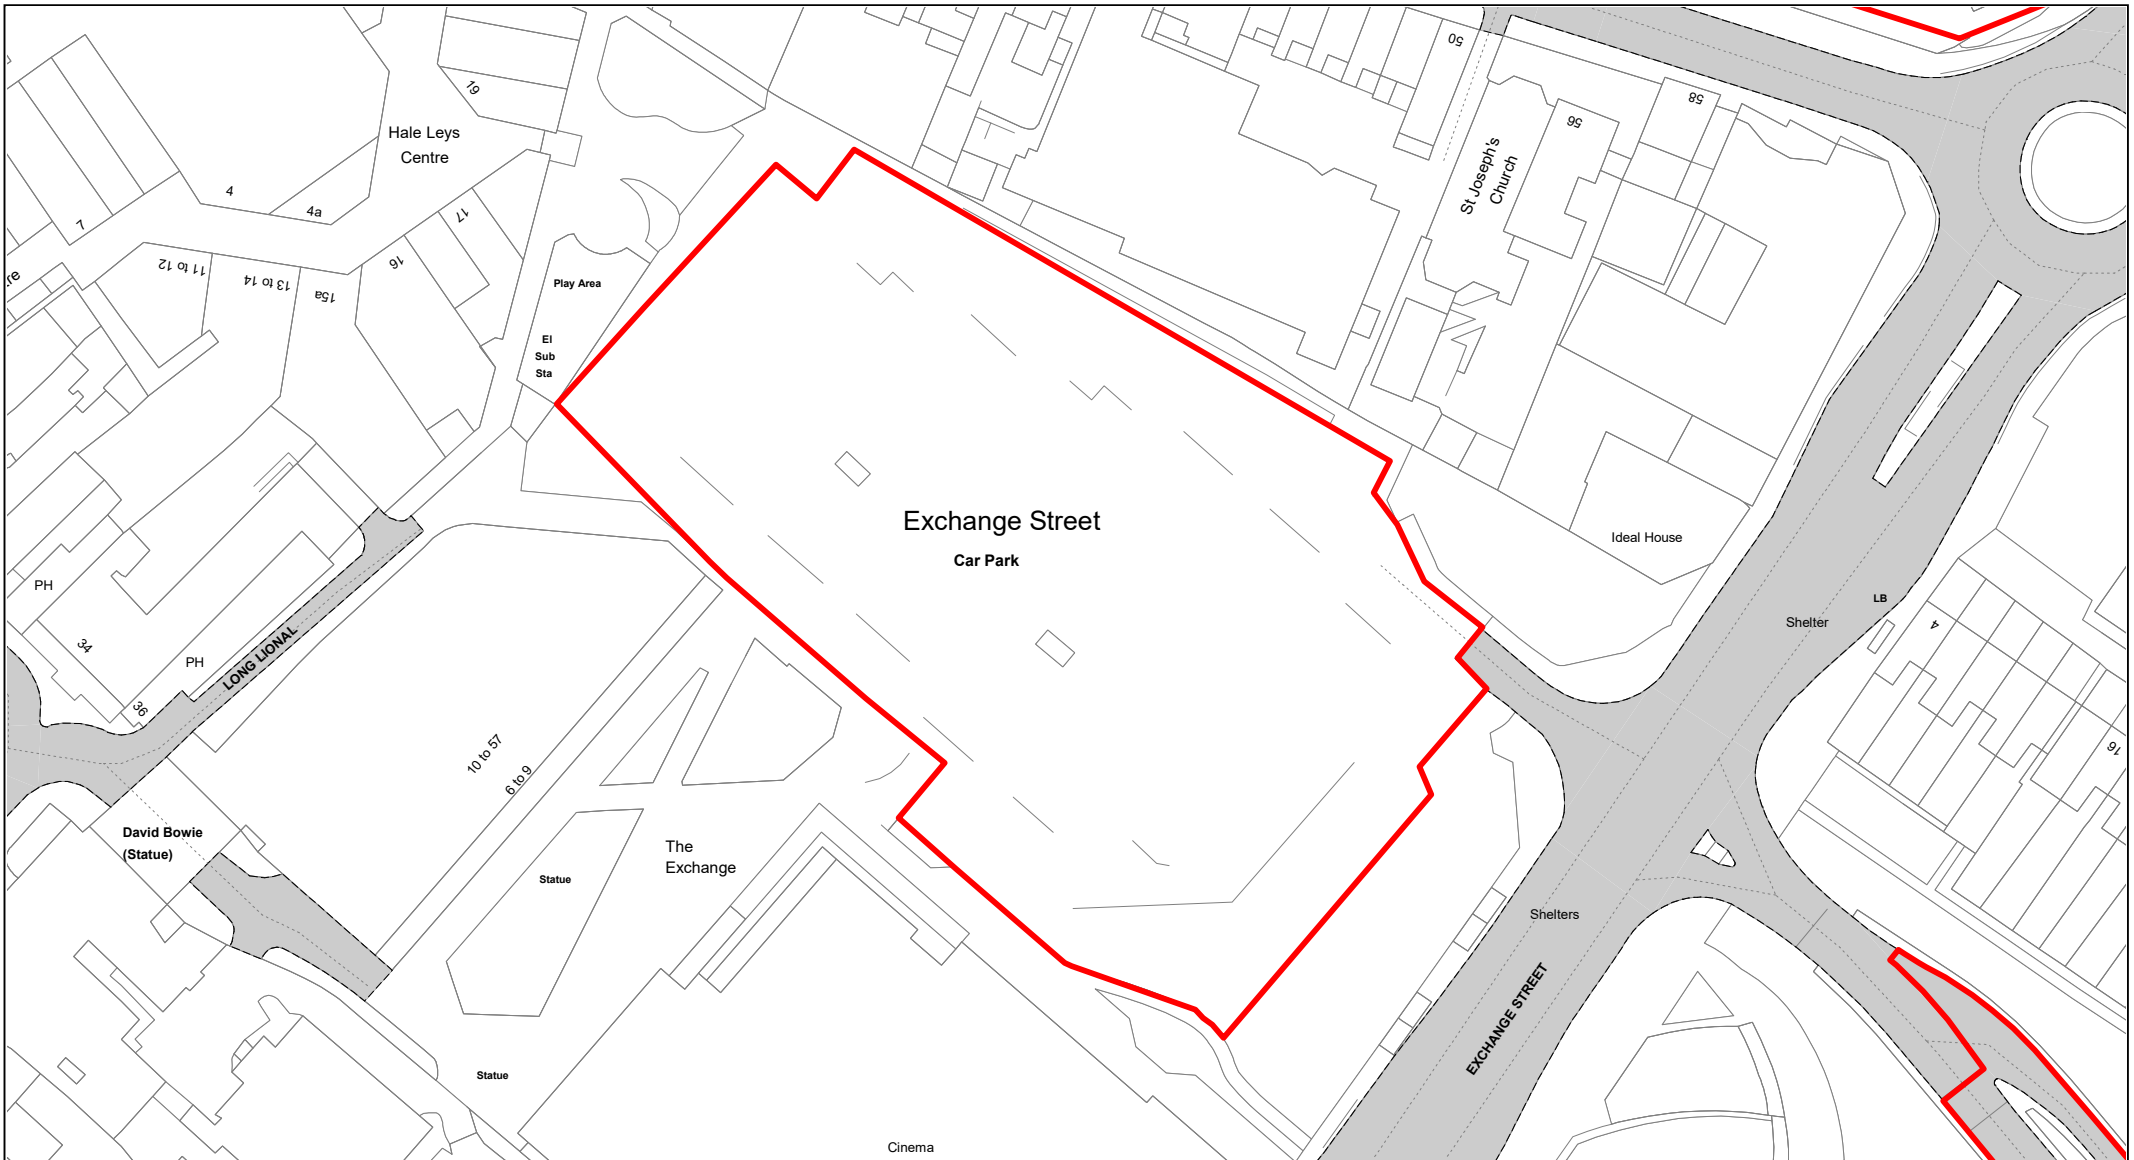 50
58
56
19
Hale Leys
Centre
St Joseph's
Church
4
4a
7
17
16
11 to 12
13 to 14
15a
Play Area
El
Sub
Sta
Exchange Street
Car Park
Ideal House
LB
Shelter
4
16
PH
34
PH
36
LONG LIONAL
10 to 57
6 to 9
David Bowie
(Statue)
The
Exchange
Statue
Shelters
EXCHANGE STREET
Statue
Cinema